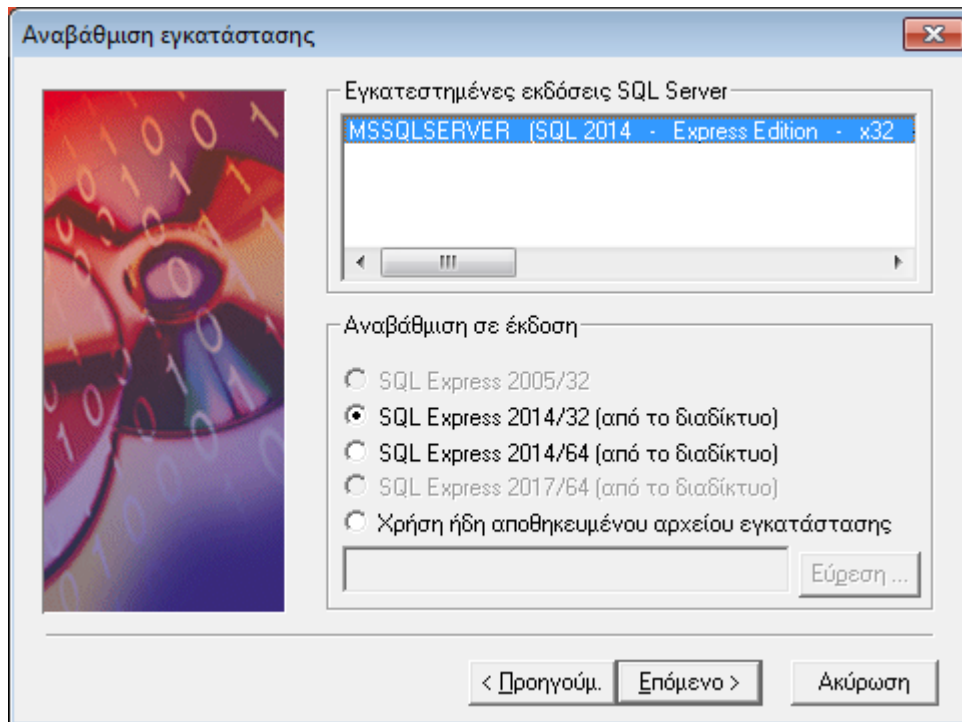 Αναβάθμιση εγκατάστασης
Εγκατεστημένες εκδόσεις SQL Server
MSSQLSERVER (SQL 2014 - Express Edition - x32 -
Αναβάθμιση σε έκδοση
SQL Express 2005/32
SQL Express 2014/32 (από το διαδίκτυο)
SQL Express 2014/64 (από το διαδίκτυο)
SQL Express 2017/64 (από το διαδίκτυο)
Χρήση ήδη αποθηκευμένου αρχείου εγκατάστασης
Εύρεση ...
< Προηγούμ. Επόμενο > Ακύρωση